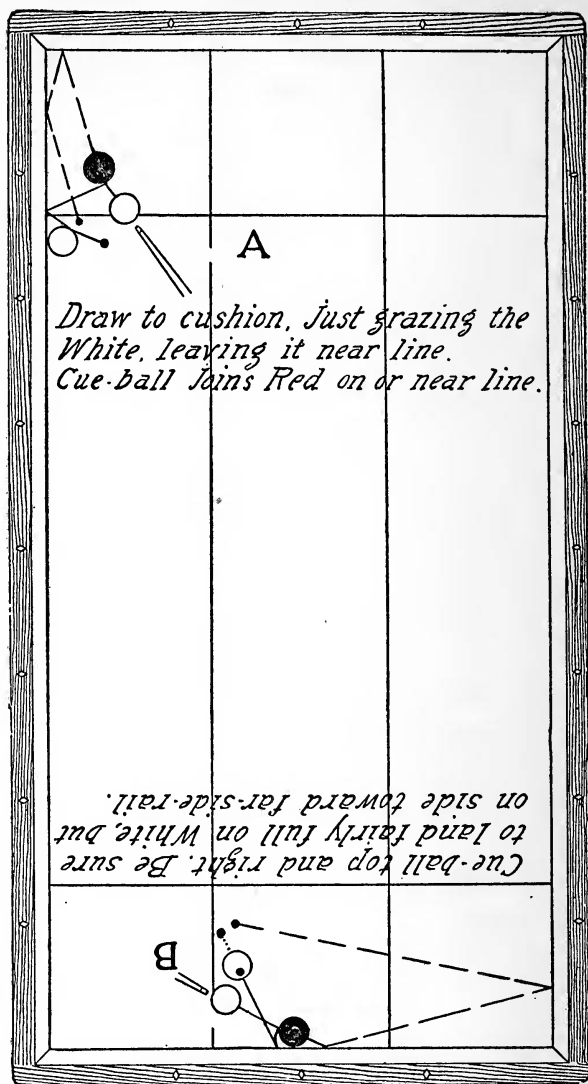 A
Draw to cushion, just grazing the
White, leaving it near line.
Cue-ball joins Red on or near line.
B
Cue-ball top and right. Be sure
to land fairly full on White, but
on side toward far-side-rail.